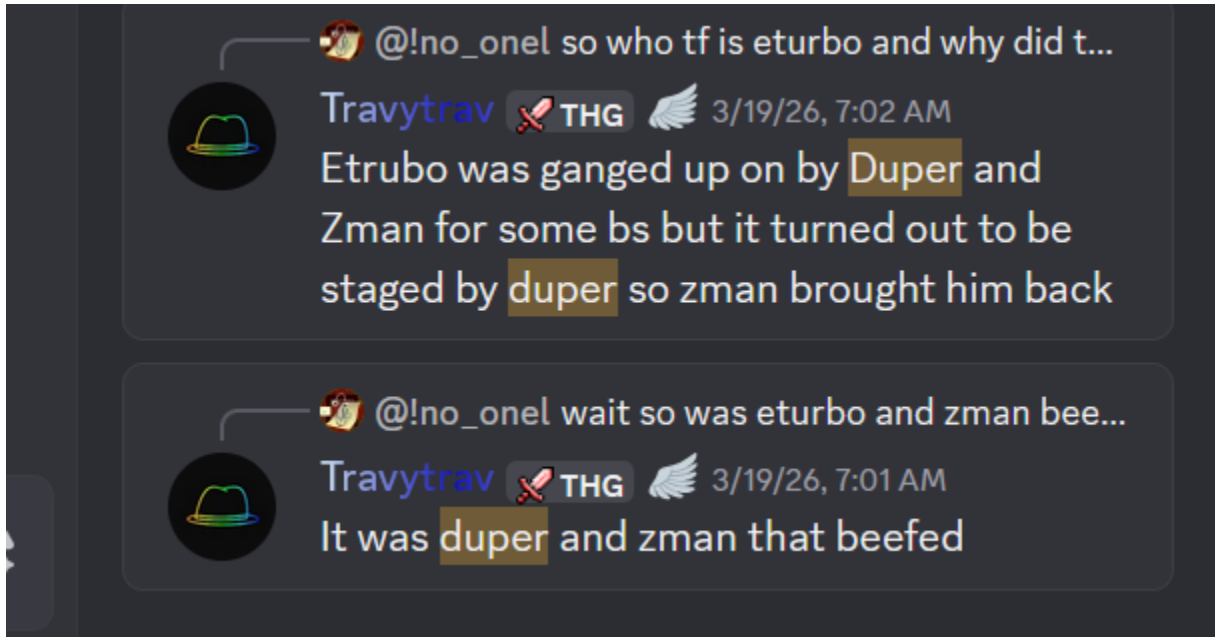 @!no_onel so who tf is eturbo and why did t...
Travytrav THG 3/19/26, 7:02 AM
Etrubo was ganged up on by Duper and
Zman for some bs but it turned out to be
staged by duper so zman brought him back
@!no_onel wait so was eturbo and zman bee...
Travytrav THG 3/19/26, 7:01 AM
It was duper and zman that beefed